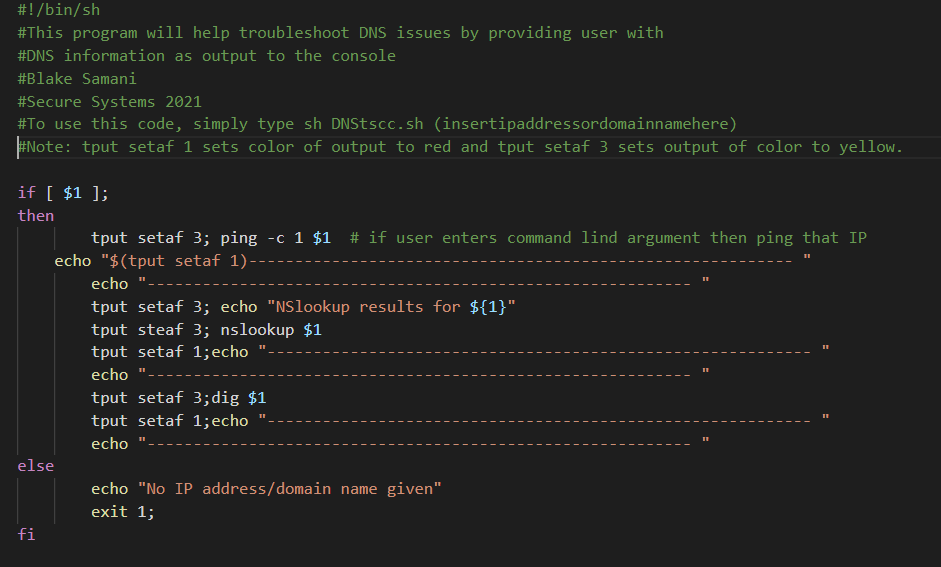 #!/bin/sh
#This program will help troubleshoot DNS issues by providing user with
#DNS information as output to the console
#Blake Samani
#Secure Systems 2021
#To use this code, simply type sh DNStscc.sh (insertipaddressordomainnamehere)
#Note: tput setaf 1 sets color of output to red and tput setaf 3 sets output of color to yellow.
if [ $1 ];
then
tput setaf 3; ping -c 1 $1  # if user enters command lind argument then ping that IP
echo "$(tput setaf 1)----------------------------------------------------------- "
echo "----------------------------------------------------------- "
tput setaf 3; echo "NSlookup results for ${1}"
tput steaf 3; nslookup $1
tput setaf 1;echo "----------------------------------------------------------- "
echo "----------------------------------------------------------- "
tput setaf 3;dig $1
tput setaf 1;echo "----------------------------------------------------------- "
echo "----------------------------------------------------------- "
else
echo "No IP address/domain name given"
exit 1;
fi